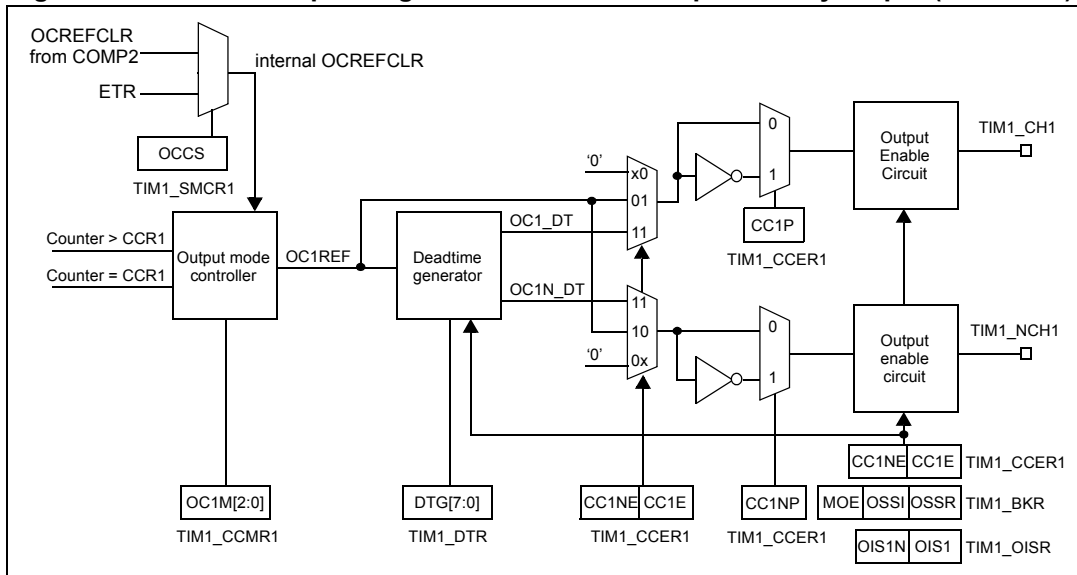 OCREFCLR
from COMP2
internal OCREFCLR
ETR
OCCS
TIM1_SMCR1
Counter > CCR1
Counter = CCR1
Output mode
controller
OC1REF
Deadtime
generator
OC1_DT
OC1N_DT
'0'
x0
01
11
11
10
'0'
0x
0
1
CC1P
TIM1_CCER1
0
1
Output
Enable
Circuit
TIM1_CH1
Output
enable
circuit
TIM1_NCH1
OC1M[2:0]
TIM1_CCMR1
DTG[7:0]
TIM1_DTR
CC1NE CC1E
TIM1_CCER1
CC1NP
TIM1_CCER1
CC1NE CC1E TIM1_CCER1
MOE OSSI OSSR TIM1_BKR
OIS1N OIS1 TIM1_OISR